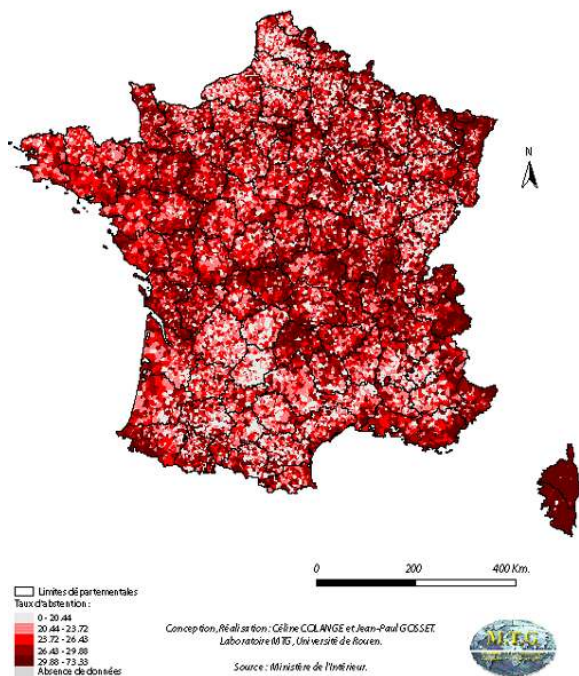 N
0 200 400 Km.
Limites départementales
Taux d'abstention :
0 - 20.44
20.44 - 23.72
23.72 - 26.43
26.43 - 29.88
29.88 - 73.33
Absence de données
Conception, Réalisation : Céline COLANGE et Jean-Paul GOSSET.
Laboratoire MTG, Université de Rouen.
Source : Ministère de l'Intérieur.
M.T.G